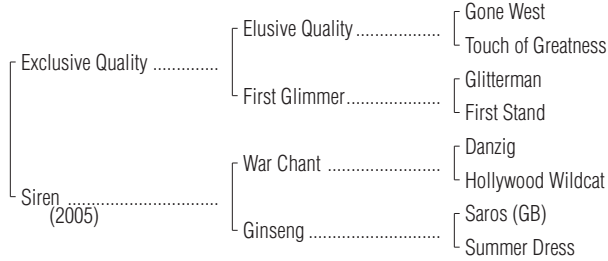 Gone West
Elusive Quality ..................
Touch of Greatness
Exclusive Quality ..............
Glitterman
First Glimmer....................
First Stand
Danzig
War Chant ........................
Hollywood Wildcat
Siren ................................
(2005)
Saros (GB)
Ginseng ............................
Summer Dress